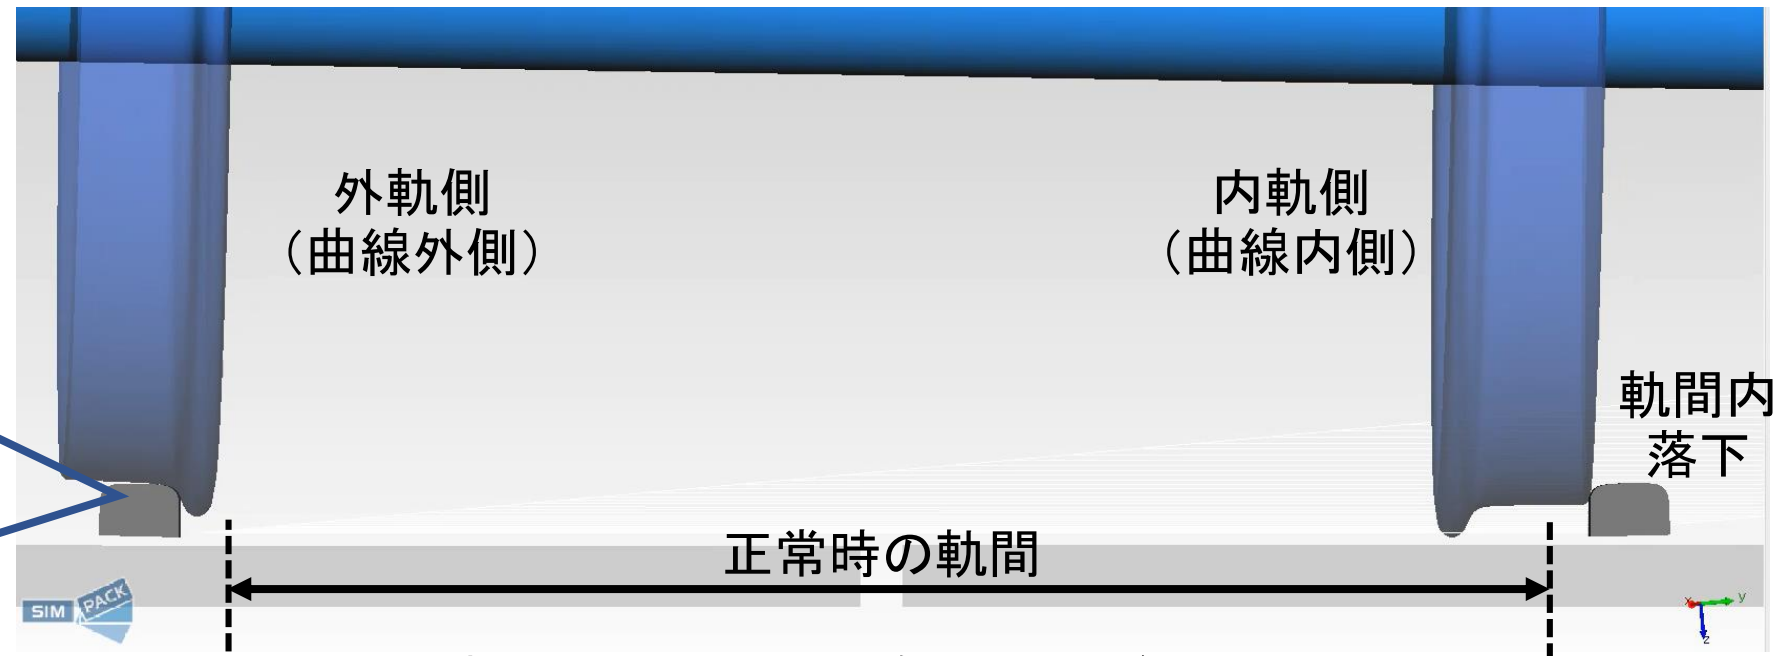 外軌側
（曲線外側）
内軌側
（曲線内側）
軌間内
落下
正常時の軌間
SIM PACK
x
y
z